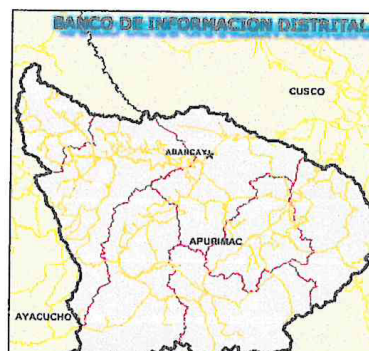 BANCO DE INFORMACION DISTRITAL
CUSCO
ABANCAY
APURIMAC
AYACUCHO